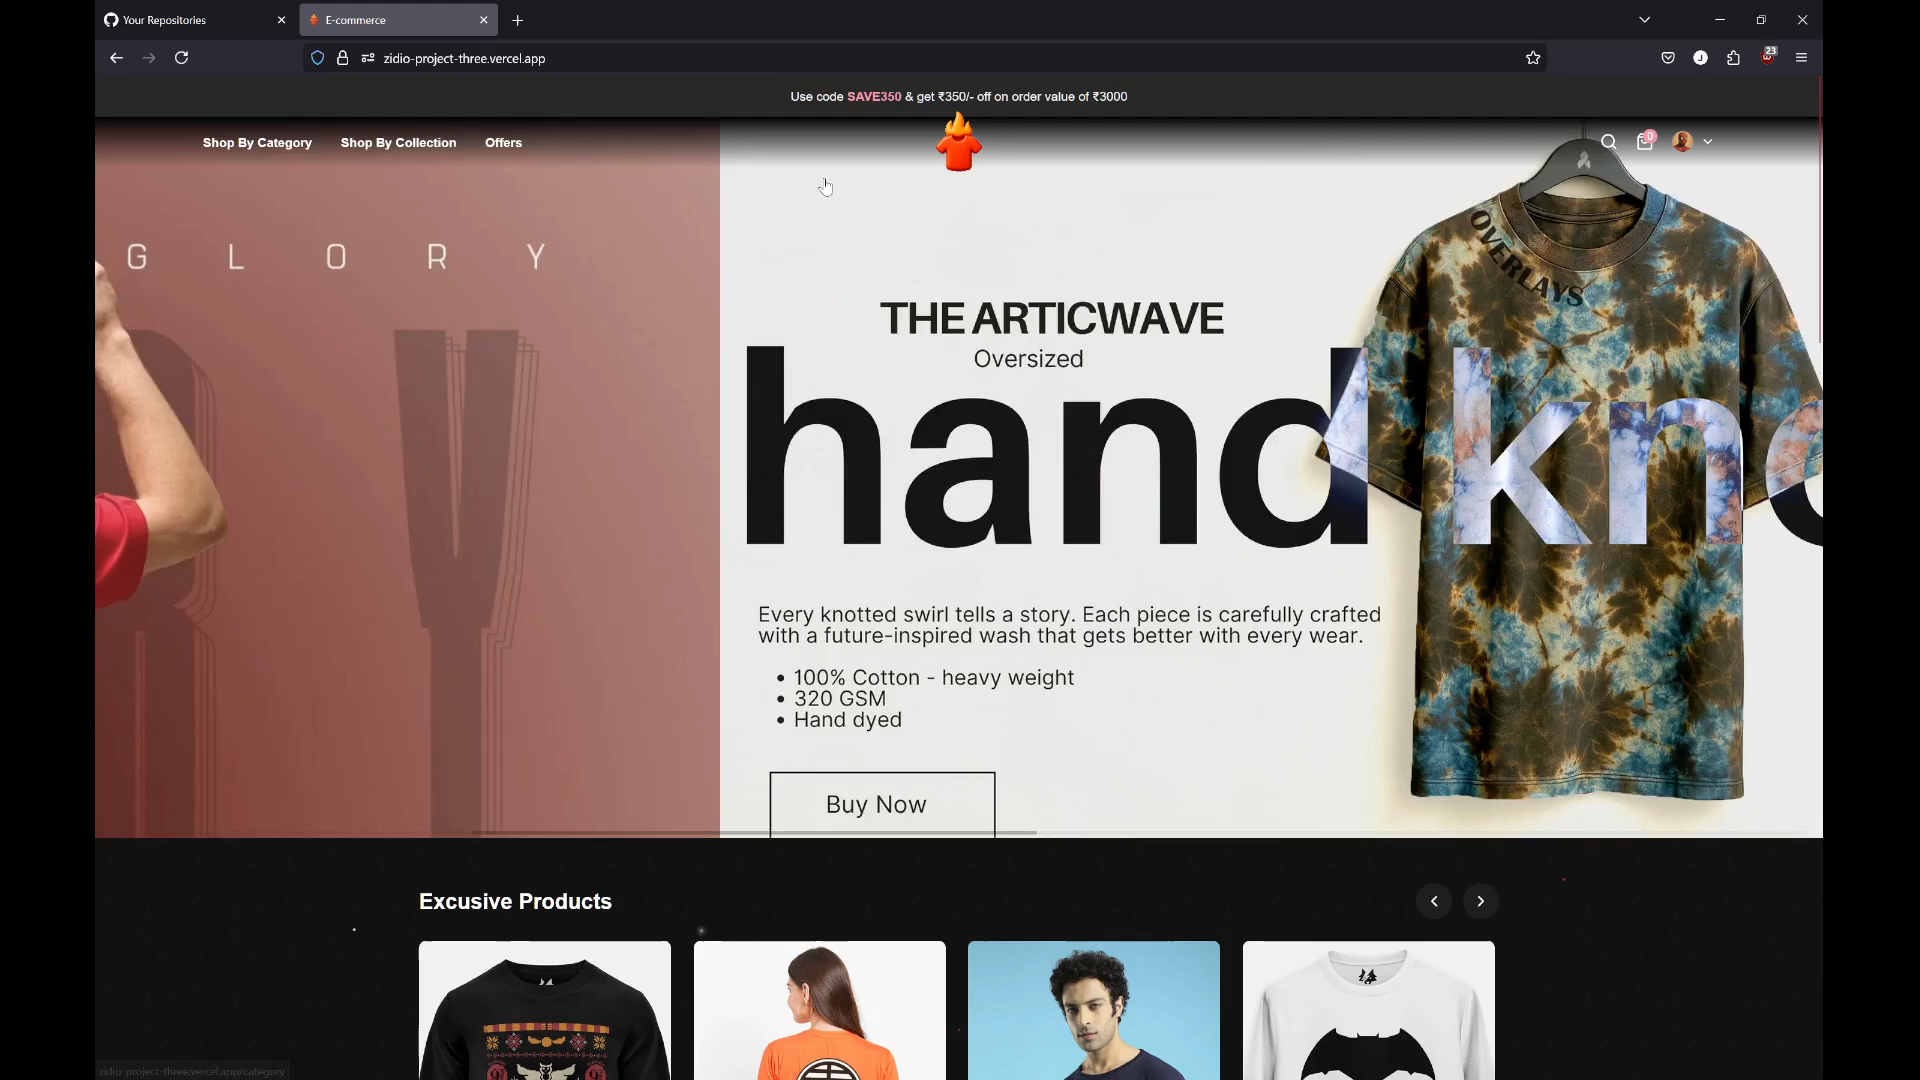 Your Repositories
E-commerce
zidio-project-three.vercel.app
23
J
Use code SAVE350 & get ₹350/- off on order value of ₹3000
Shop By Category
Shop By Collection
Offers
0
G L O R Y
OVERLAYS
THE ARTICWAVE
Oversized
hand kno
Every knotted swirl tells a story. Each piece is carefully crafted
with a future-inspired wash that gets better with every wear.
• 100% Cotton - heavy weight
• 320 GSM
• Hand dyed
Buy Now
Excusive Products
zidio-project-three.vercel.app/category